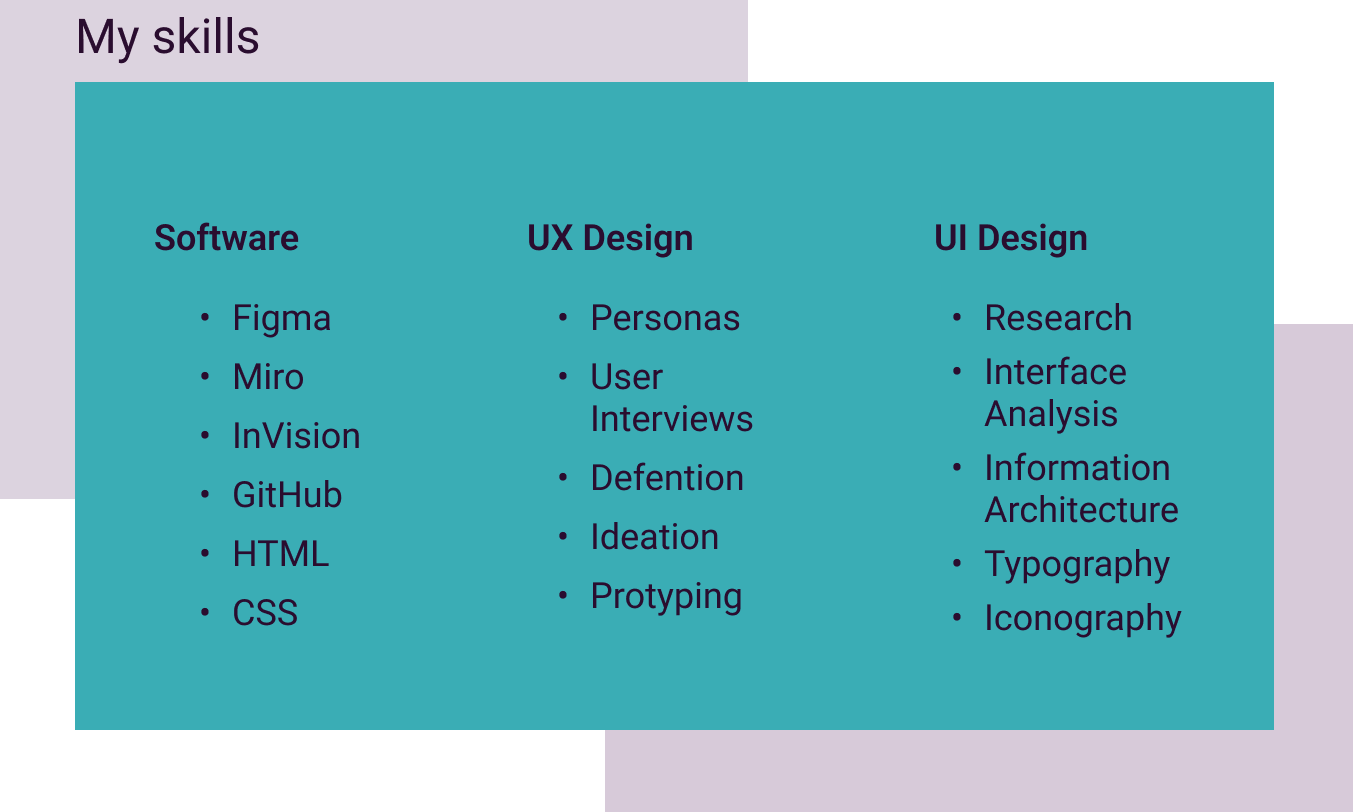 My skills
Software
• Figma
• Miro
• InVision
• GitHub
• HTML
• CSS
UX Design
• Personas
• User
Interviews
• Defention
• Ideation
• Protyping
UI Design
• Research
• Interface
Analysis
• Information
Architecture
• Typography
• Iconography